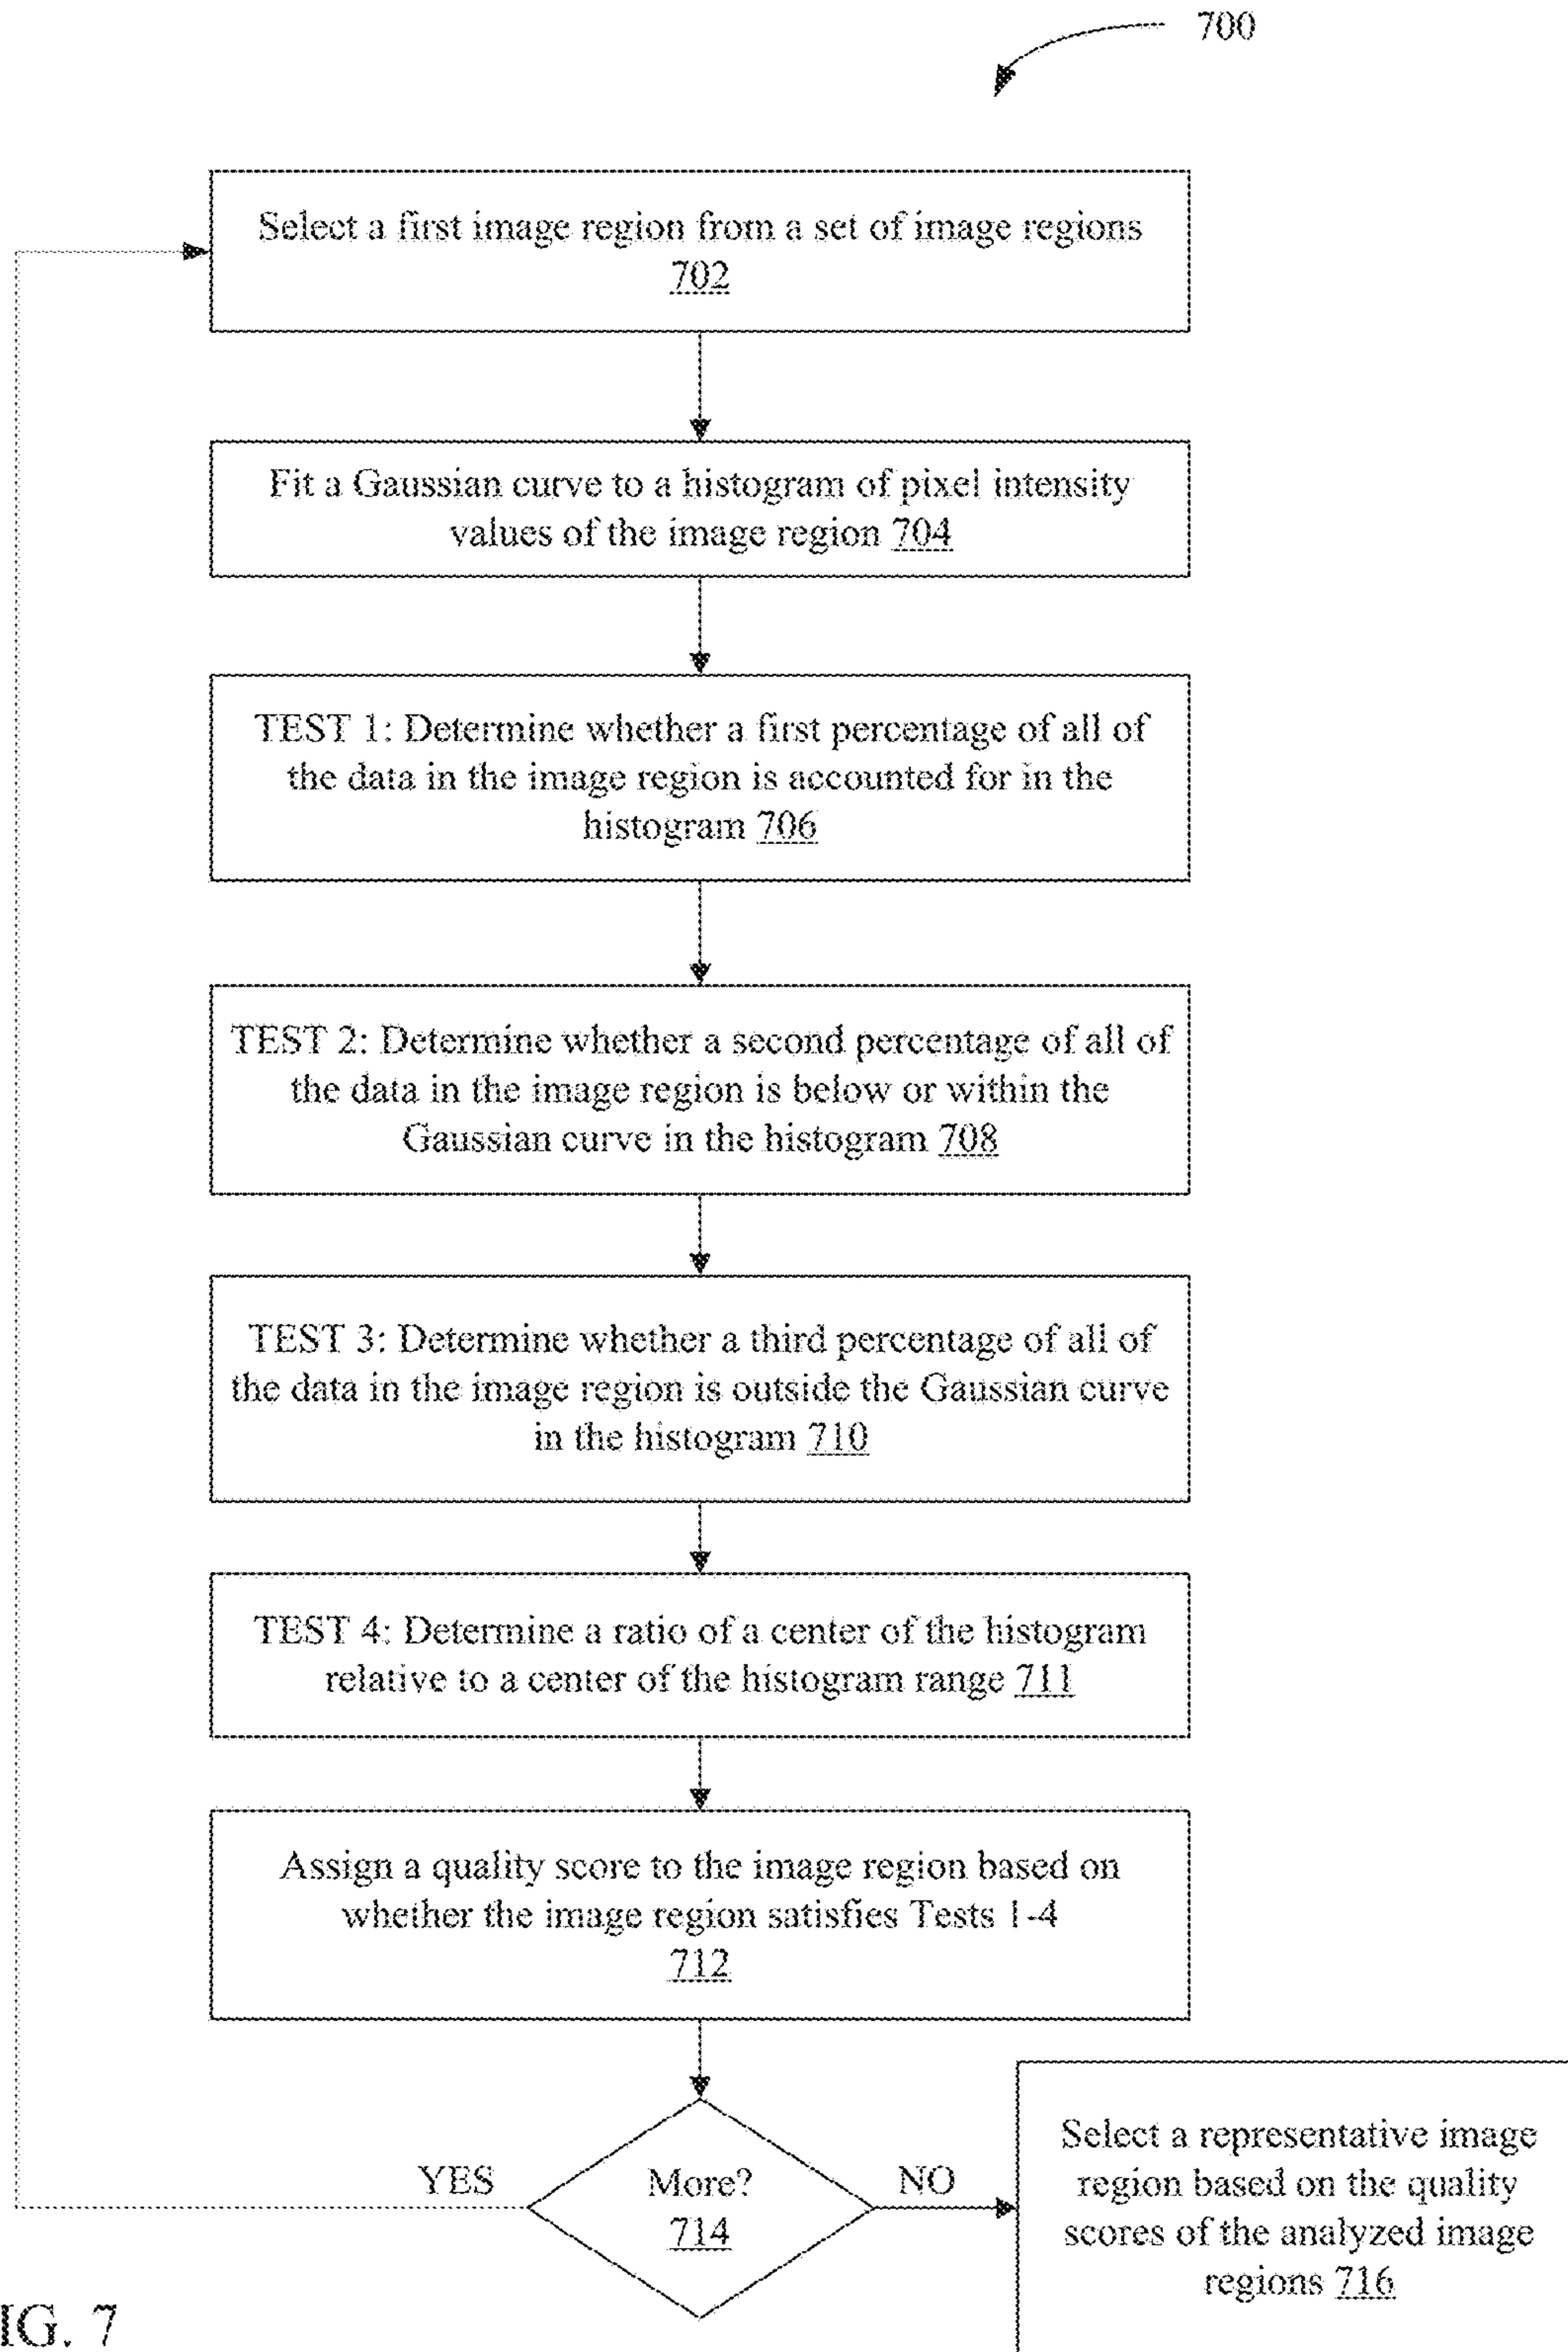 700
Select a first image region from a set of image regions
702
Fit a Gaussian curve to a histogram of pixel intensity
values of the image region 704
TEST 1: Determine whether a first percentage of all of
the data in the image region is accounted for in the
histogram 706
TEST 2: Determine whether a second percentage of all of
the data in the image region is below or within the
Gaussian curve in the histogram 708
TEST 3: Determine whether a third percentage of all of
the data in the image region is outside the Gaussian curve
in the histogram 710
TEST 4: Determine a ratio of a center of the histogram
relative to a center of the histogram range 711
Assign a quality score to the image region based on
whether the image region satisfies Tests 1-4
712
YES
More?
714
NO
Select a representative image
region based on the quality
scores of the analyzed image
regions 716
IG. 7